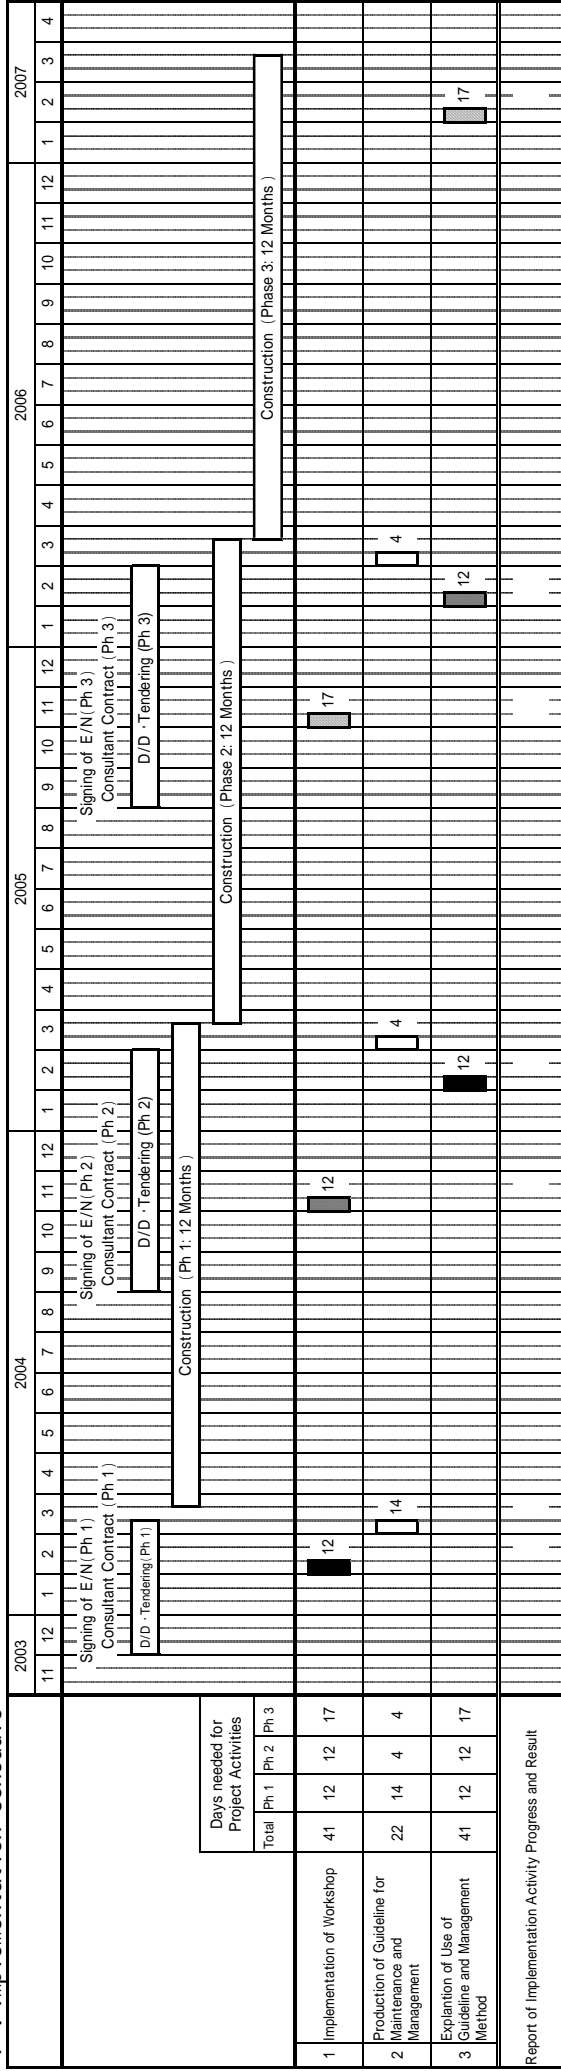 Implementation Schedule
2003 2004 2005 2006 2007
11 12 1 2 3 4 5 6 7 8 9 10 11 12 1 2 3 4 5 6 7 8 9 10 11 12 1 2 3 4 5 6 7 8 9 10 11 12 1 2 3 4
Signing of E/N(Ph 1) Signing of E/N(Ph 2) Signing of E/N(Ph 3)
Consultant Contract (Ph 1) Consultant Contract (Ph 2) Consultant Contract (Ph 3)
D/D・Tendering(Ph 1) D/D・Tendering (Ph 2) D/D・Tendering (Ph 3)
Construction (Ph 1: 12 Months )
Construction (Phase 2: 12 Months )
Construction (Phase 3: 12 Months )
Days needed for
Project Activities
Total Ph 1 Ph 2 Ph 3
1 Implementation of Workshop 41 12 12 17 12 12 17
2 Production of Guideline for
Maintenance and
Management 22 14 4 4 14 4 4
3 Explantion of Use of
Guideline and Management
Method 41 12 12 17 12 12 17
Report of Implementation Activity Progress and Result